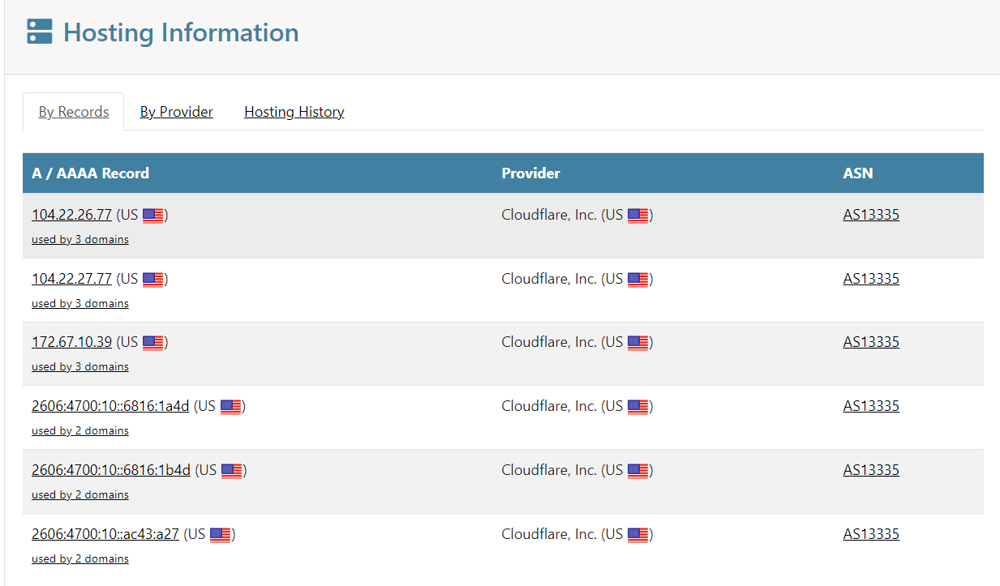 Hosting Information
By Records By Provider Hosting History
A / AAAA Record Provider ASN
104.22.26.77 (US ) Cloudflare, Inc. (US ) AS13335
used by 3 domains
104.22.27.77 (US ) Cloudflare, Inc. (US ) AS13335
used by 3 domains
172.67.10.39 (US ) Cloudflare, Inc. (US ) AS13335
used by 3 domains
2606:4700:10::6816:1a4d (US ) Cloudflare, Inc. (US ) AS13335
used by 2 domains
2606:4700:10::6816:1b4d (US ) Cloudflare, Inc. (US ) AS13335
used by 2 domains
2606:4700:10::ac43:a27 (US ) Cloudflare, Inc. (US ) AS13335
used by 2 domains